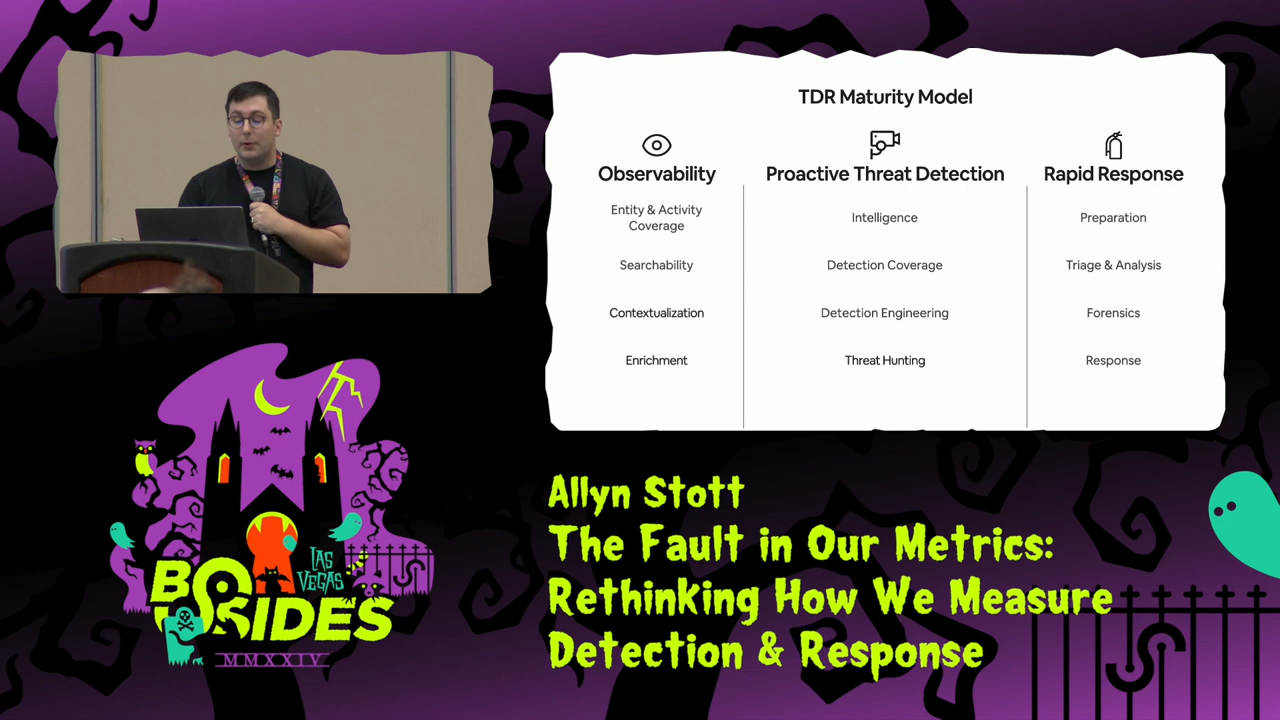 TDR Maturity Model
Observability
Entity & Activity
Coverage
Searchability
Contextualization
Enrichment
Proactive Threat Detection
Intelligence
Detection Coverage
Detection Engineering
Threat Hunting
Rapid Response
Preparation
Triage & Analysis
Forensics
Response
LAS
VEGAS
BSIDES
MMXXIV
Allyn Stott
The Fault in Our Metrics:
Rethinking How We Measure
Detection & Response